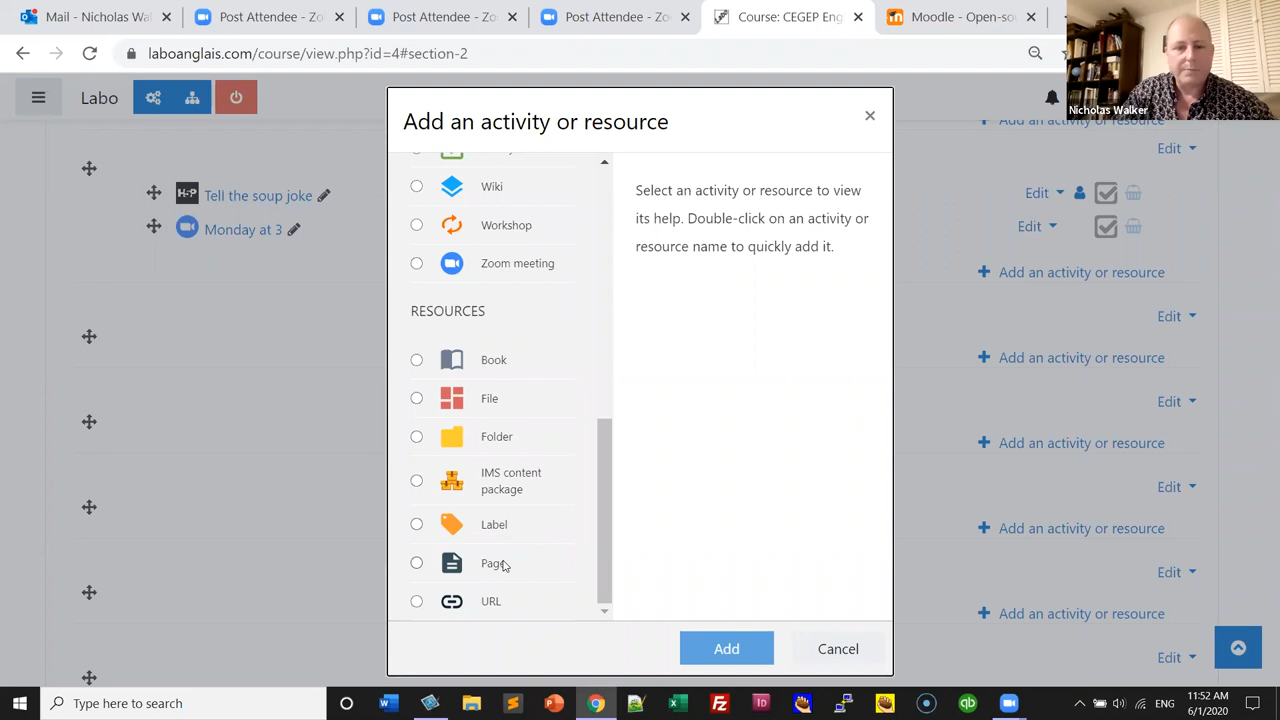 Mail - Nicholas Wal
Post Attendee - Zo
Post Attendee - Zo
Post Attendee - Zo
Course: CEGEP Eng
Moodle - Open-so
laboanglais.com/course/view.php?id=4#section-2
Labo
Nicholas Walker
Add an activity or resource
Add an activity or resource
Edit
H-P Tell the soup joke
Edit
Monday at 3
Edit
Add an activity or resource
Edit
Add an activity or resource
Edit
Add an activity or resource
Edit
Add an activity or resource
Edit
Add an activity or resource
Edit
Wiki
Workshop
Zoom meeting
RESOURCES
Book
File
Folder
IMS content
package
Label
Page
URL
Select an activity or resource to view
its help. Double-click on an activity or
resource name to quickly add it.
Add
Cancel
Type here to search
ENG
11:52 AM
6/1/2020